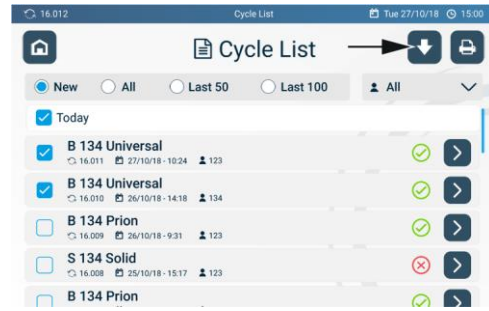 16.012 Cycle List Tue 27/10/18 15:00
Cycle List
New All Last 50 Last 100 All
Today
B 134 Universal
16.011 27/10/18 - 10:24 123
B 134 Universal
16.010 26/10/18 - 14:18 134
B 134 Prion
16.009 26/10/18 - 9:31 123
S 134 Solid
16.008 25/10/18 - 15:17 123
B 134 Prion